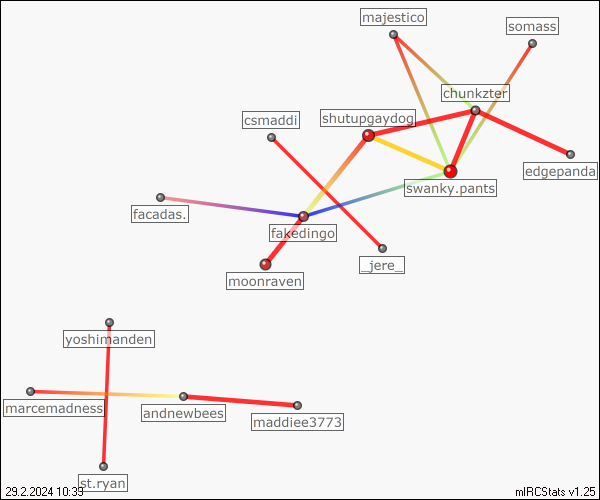 majestico
somass
chunkzter
csmaddi
shutupgaydog
edgepanda
swanky.pants
facadas.
fakedingo
_jere_
moonraven
yoshimanden
marcemadness
andnewbees
maddiee3773
st.ryan
29.2.2024 10:33
mIRCStats v1.25